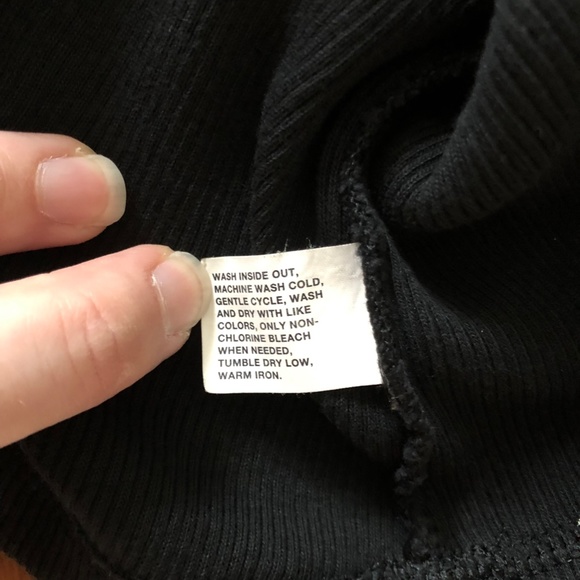 WASH INSIDE OUT,
MACHINE WASH COLD,
GENTLE CYCLE, WASH
AND DRY WITH LIKE
COLORS, ONLY NON-
CHLORINE BLEACH
WHEN NEEDED,
TUMBLE DRY LOW,
WARM IRON.